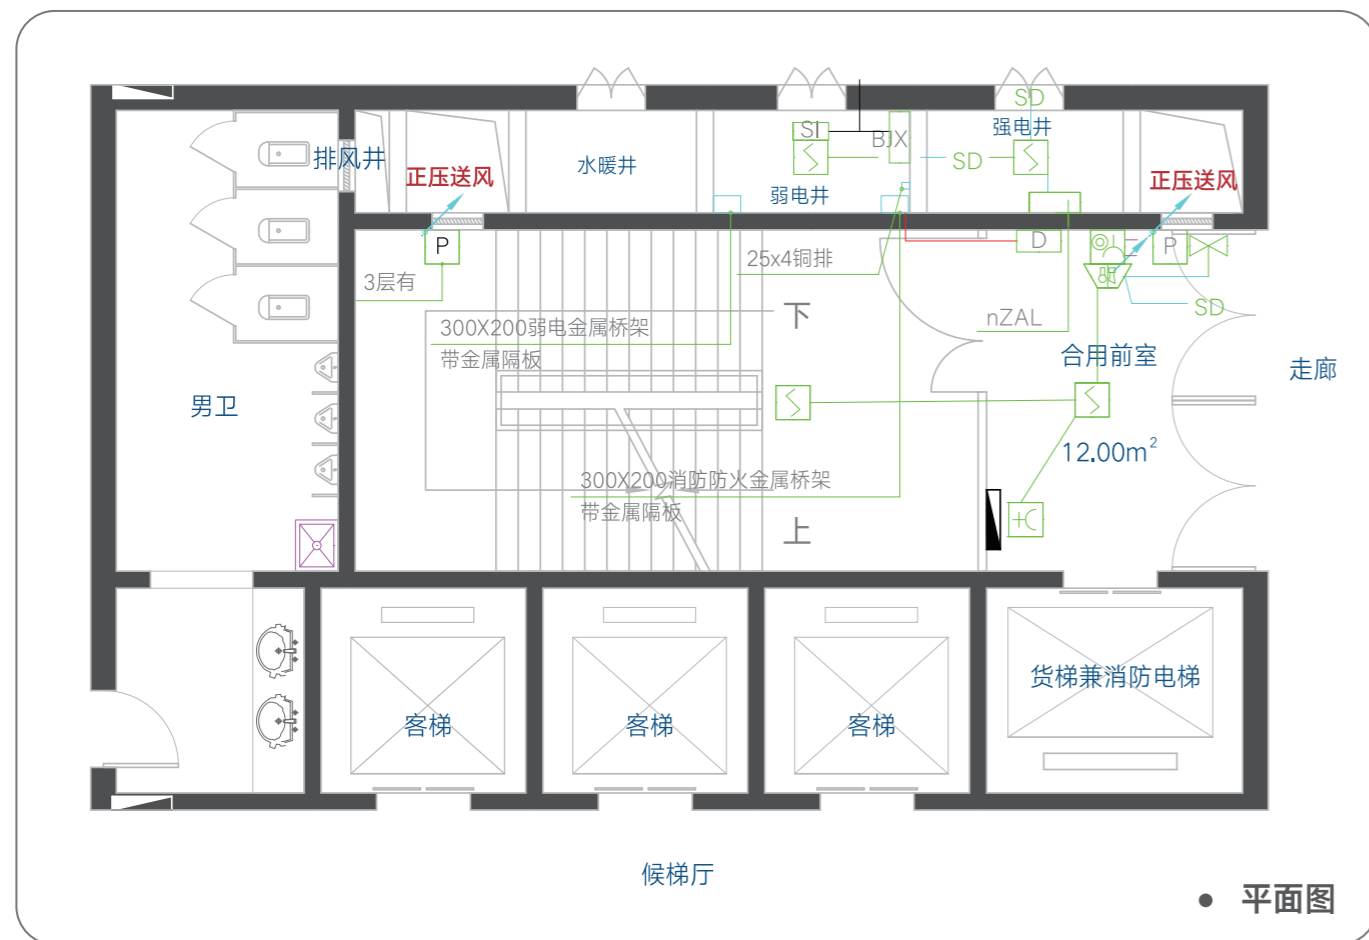 SD
SI
BJX
强电井
排风井
正压送风
水暖井
弱电井
SD
正压送风
P
25x4铜排
D
P
3层有
SD
300X200弱电金属桥架
带金属隔板
下
nZAL
合用前室
走廊
男卫
12.00m²
300X200消防防火金属桥架
带金属隔板
上
货梯兼消防电梯
客梯
客梯
客梯
候梯厅
• 平面图